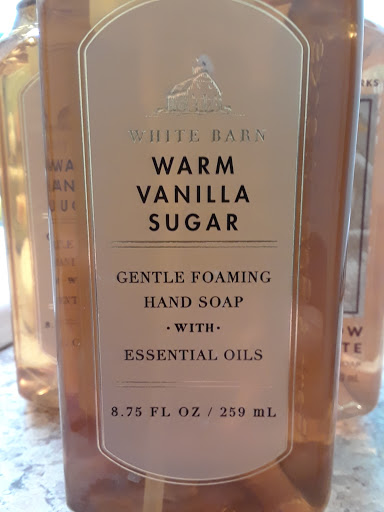 WHITE BARN
WARM
VANILLA
SUGAR
GENTLE FOAMING
HAND SOAP
· WITH ·
ESSENTIAL OILS
8.75 FL OZ / 259 mL